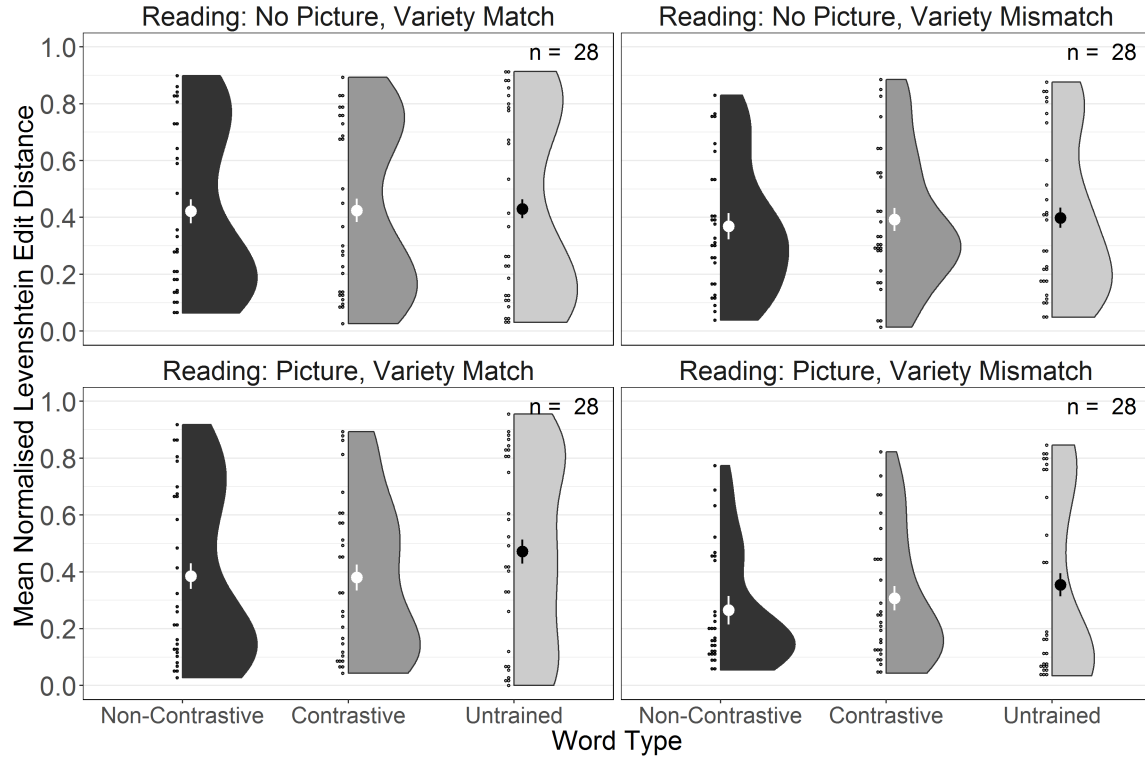 Reading: No Picture, Variety Match
Reading: No Picture, Variety Mismatch
n = 28
n = 28
1.0
0.8
0.6
0.4
0.2
0.0
Reading: Picture, Variety Match
Reading: Picture, Variety Mismatch
n = 28
n = 28
1.0
0.8
0.6
0.4
0.2
0.0
Mean Normalised Levenshtein Edit Distance
Non-Contrastive Contrastive Untrained
Non-Contrastive Contrastive Untrained
Word Type